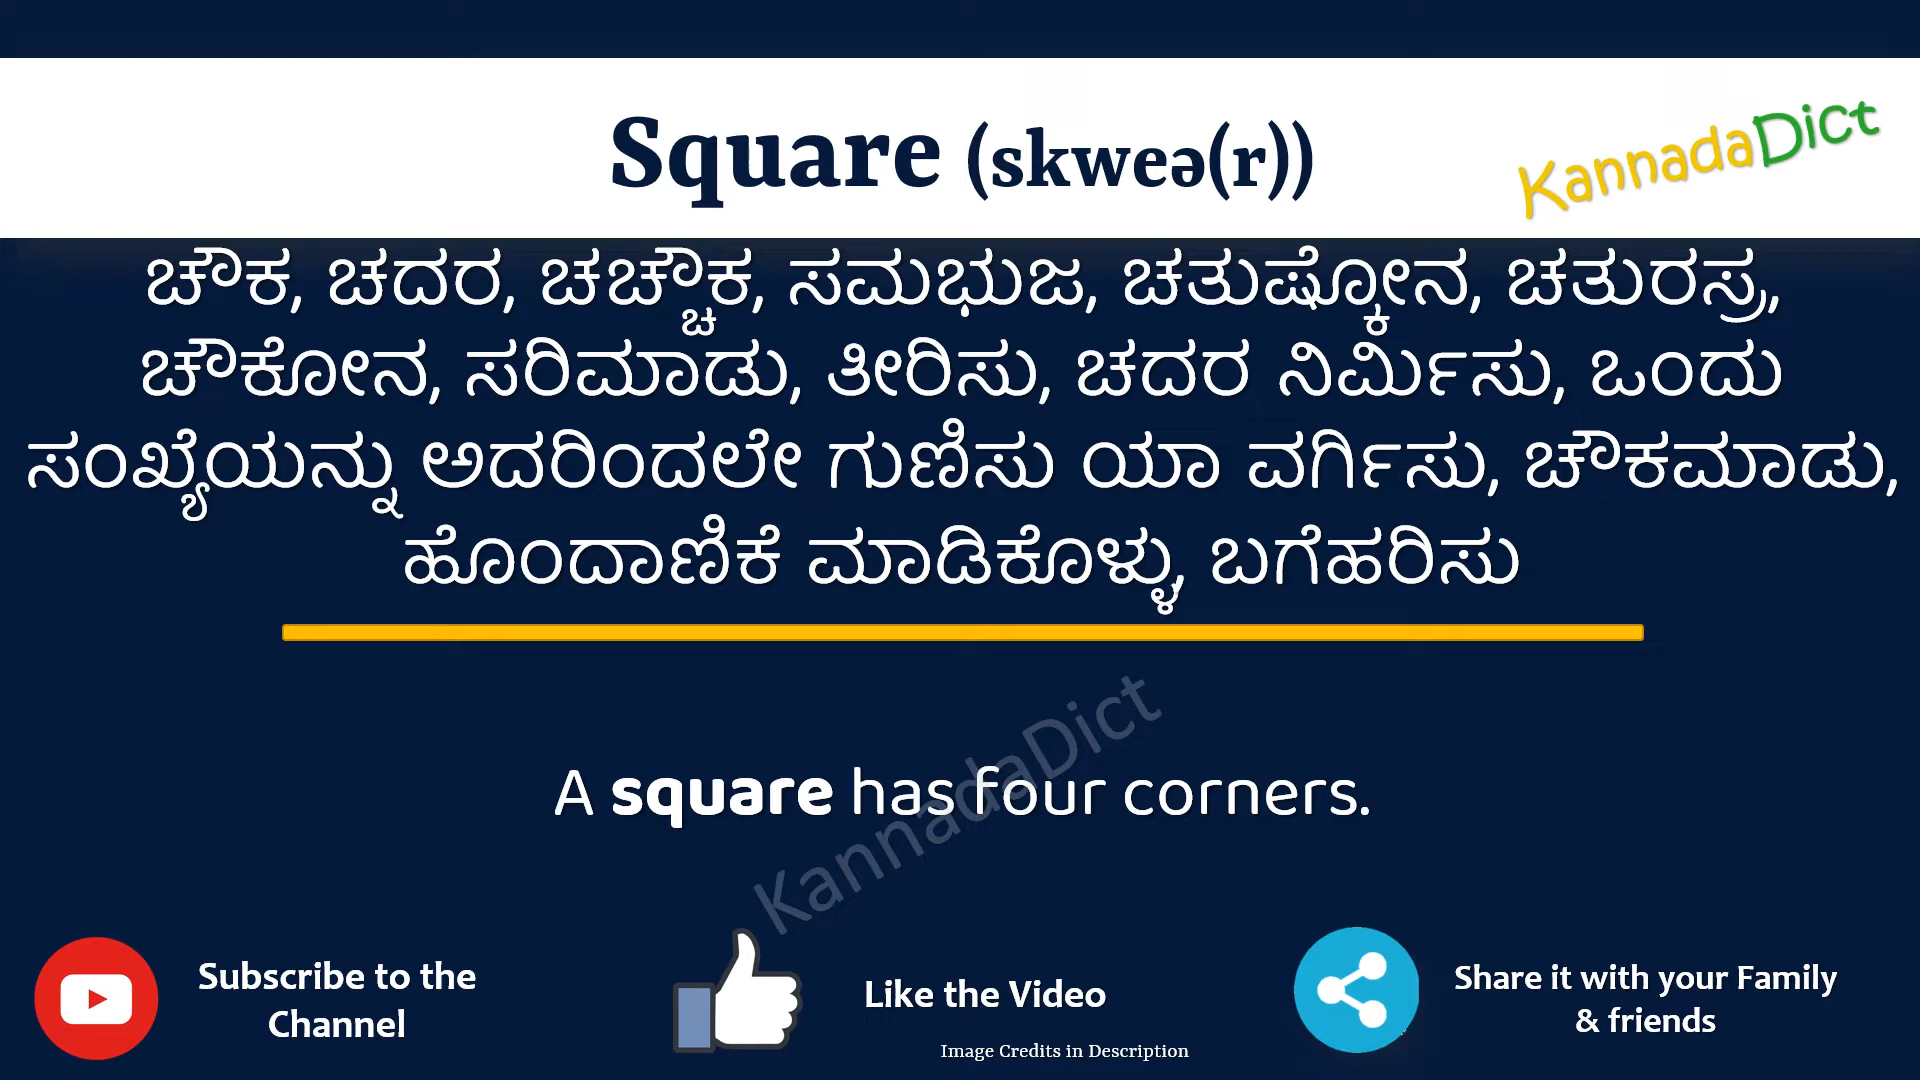 Square (skweə(r))
KannadaDict
ಚೌಕ, ಚದರ, ಚಚ್ಚೌಕ, ಸಮಭುಜ, ಚತುಷ್ಕೋನ, ಚತುರಸ್ರ,
ಚೌಕೋನ, ಸರಿಮಾಡು, ತೀರಿಸು, ಚದರ ನಿರ್ಮಿಸು, ಒಂದು
ಸಂಖ್ಯೆಯನ್ನು ಅದರಿಂದಲೇ ಗುಣಿಸು ಯಾ ವರ್ಗಿಸು, ಚೌಕಮಾಡು,
ಹೊಂದಾಣಿಕೆ ಮಾಡಿಕೊಳ್ಳು, ಬಗೆಹರಿಸು
KannadaDict
A square has four corners.
Subscribe to the
Channel
Like the Video
Share it with your Family
& friends
Image Credits in Description